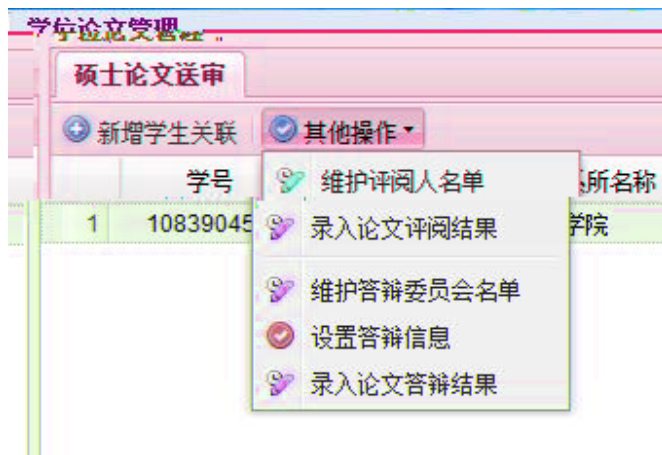 学位论文管理
硕士论文送审
新增学生关联 其他操作
学号 所名称
1 10839045 学院
维护评阅人名单
录入论文评阅结果
维护答辩委员会名单
设置答辩信息
录入论文答辩结果